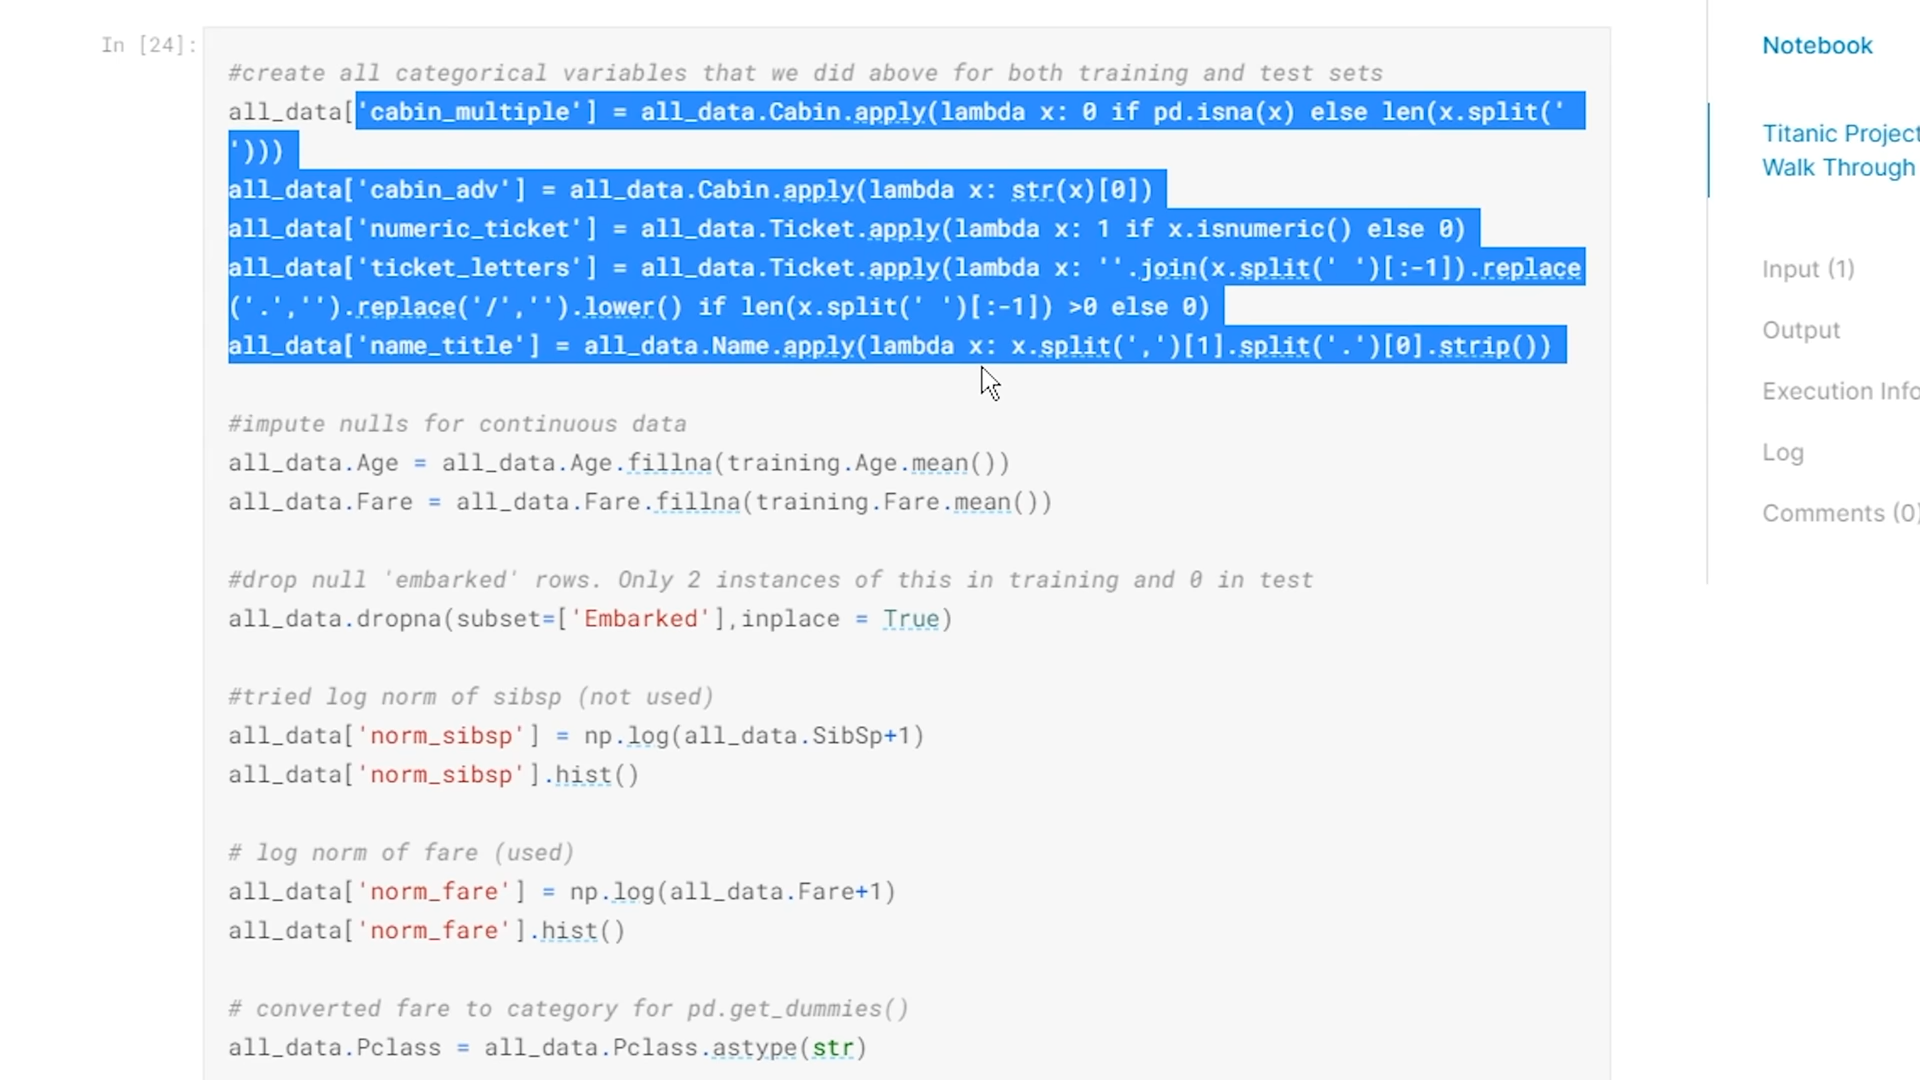 In [24]:
#create all categorical variables that we did above for both training and test sets
all_data['cabin_multiple'] = all_data.Cabin.apply(lambda x: 0 if pd.isna(x) else len(x.split('
')))
all_data['cabin_adv'] = all_data.Cabin.apply(lambda x: str(x)[0])
all_data['numeric_ticket'] = all_data.Ticket.apply(lambda x: 1 if x.isnumeric() else 0)
all_data['ticket_letters'] = all_data.Ticket.apply(lambda x: ''.join(x.split(' ')[:-1]).replace
('.','').replace('/','').lower() if len(x.split(' ')[:-1]) >0 else 0)
all_data['name_title'] = all_data.Name.apply(lambda x: x.split(',')[1].split('.')[0].strip())
#impute nulls for continuous data
all_data.Age = all_data.Age.fillna(training.Age.mean())
all_data.Fare = all_data.Fare.fillna(training.Fare.mean())
#drop null 'embarked' rows. Only 2 instances of this in training and 0 in test
all_data.dropna(subset=['Embarked'],inplace = True)
#tried log norm of sibsp (not used)
all_data['norm_sibsp'] = np.log(all_data.SibSp+1)
all_data['norm_sibsp'].hist()
# log norm of fare (used)
all_data['norm_fare'] = np.log(all_data.Fare+1)
all_data['norm_fare'].hist()
# converted fare to category for pd.get_dummies()
all_data.Pclass = all_data.Pclass.astype(str)
Notebook
Titanic Project
Walk Through
Input (1)
Output
Execution Info
Log
Comments (0)